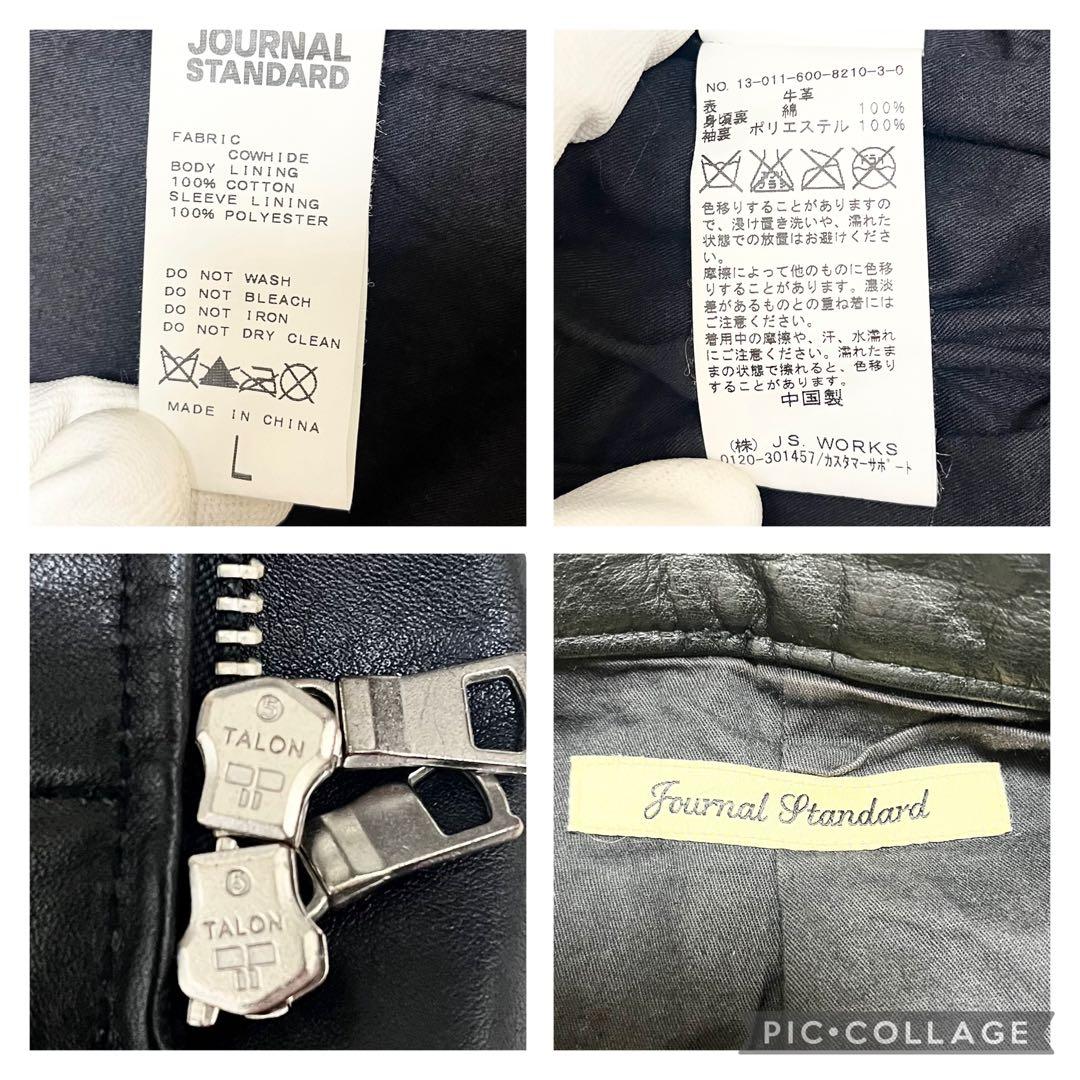 JOURNAL
STANDARD
FABRIC
COWHIDE
BODY LINING
100% COTTON
SLEEVE LINING
100% POLYESTER
DO NOT WASH
DO NOT BLEACH
DO NOT IRON
DO NOT DRY CLEAN
MADE IN CHINA
L
NO. 13-011-600-8210-3-0
表 牛革
身頃裏 綿 100%
袖裏 ポリエステル 100%
色移りすることがありますの
で、浸け置き洗いや、濡れた
状態での放置はお避けくださ
い。
摩擦によって他のものに色移
りすることがあります。濃淡
差があるものとの重ね着には
ご注意ください。
着用中の摩擦や、汗、水濡れ
にご注意ください。濡れたま
まの状態で擦れると、色移り
することがあります。
中国製
(株) JS. WORKS
0120-301457/カスタマーサポート
5
TALON
5
TALON
Journal Standard
PIC•COLLAGE